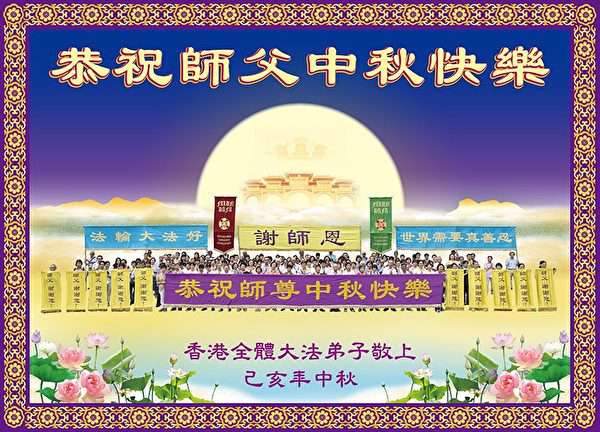 恭祝師父中秋快樂
法輪大法好
謝師恩
世界需要真善忍
恭祝師尊中秋快樂
香港全體大法弟子敬上
己亥年中秋